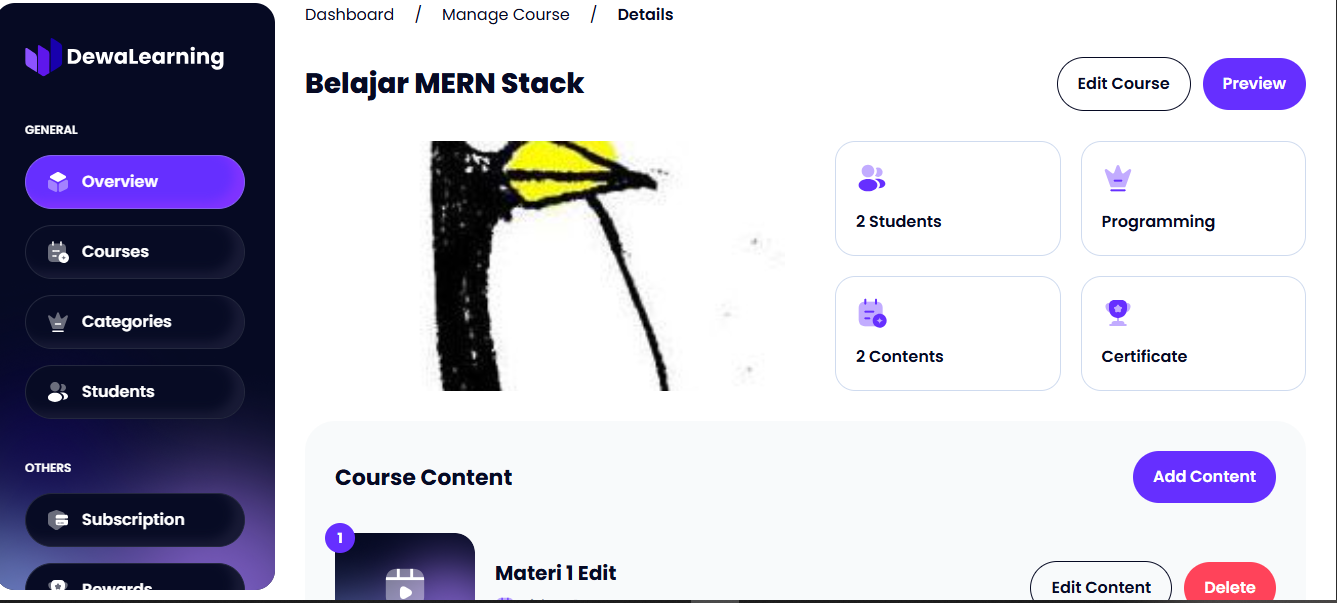 Dashboard / Manage Course / Details
DewaLearning
GENERAL
Overview
Courses
Categories
Students
OTHERS
Subscription
Rewards
Belajar MERN Stack
Edit Course
Preview
2 Students
Programming
2 Contents
Certificate
Course Content
Add Content
1
Materi 1 Edit
Edit Content
Delete